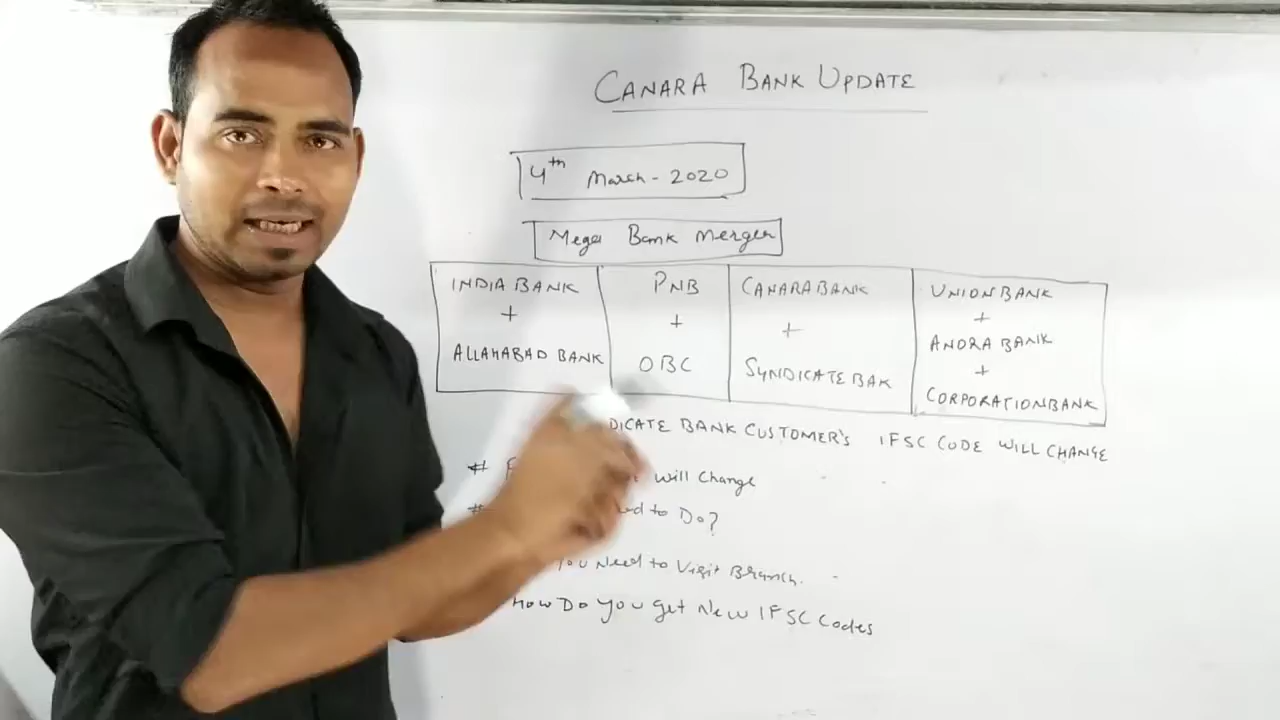 CANARA BANK UPDATE
4th March - 2020
Mega Bank Merger
INDIA BANK + ALLAHABAD BANK
PNB + OBC
CANARA BANK + SYNDICATE BAK
UNION BANK + ANDRA BANK + CORPORATION BANK
DICATE BANK CUSTOMER'S IFSC CODE WILL CHANGE
# will Change
# to Do?
you Need to Visit Branch.
How Do you get New IFSC Codes